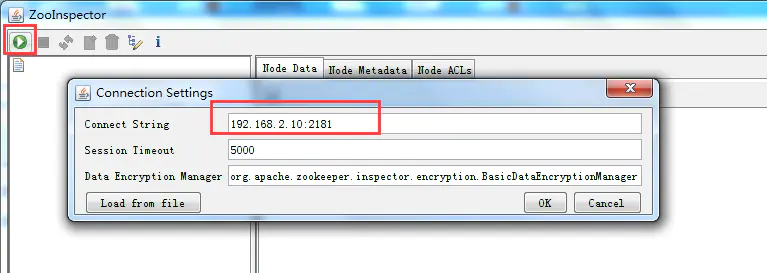 ZooInspector
Node Data Node Metadata Node ACLs
Connection Settings
Connect String 192.168.2.10:2181
Session Timeout 5000
Data Encryption Manager org.apache.zookeeper.inspector.encryption.BasicDataEncryptionManager
Load from file OK Cancel